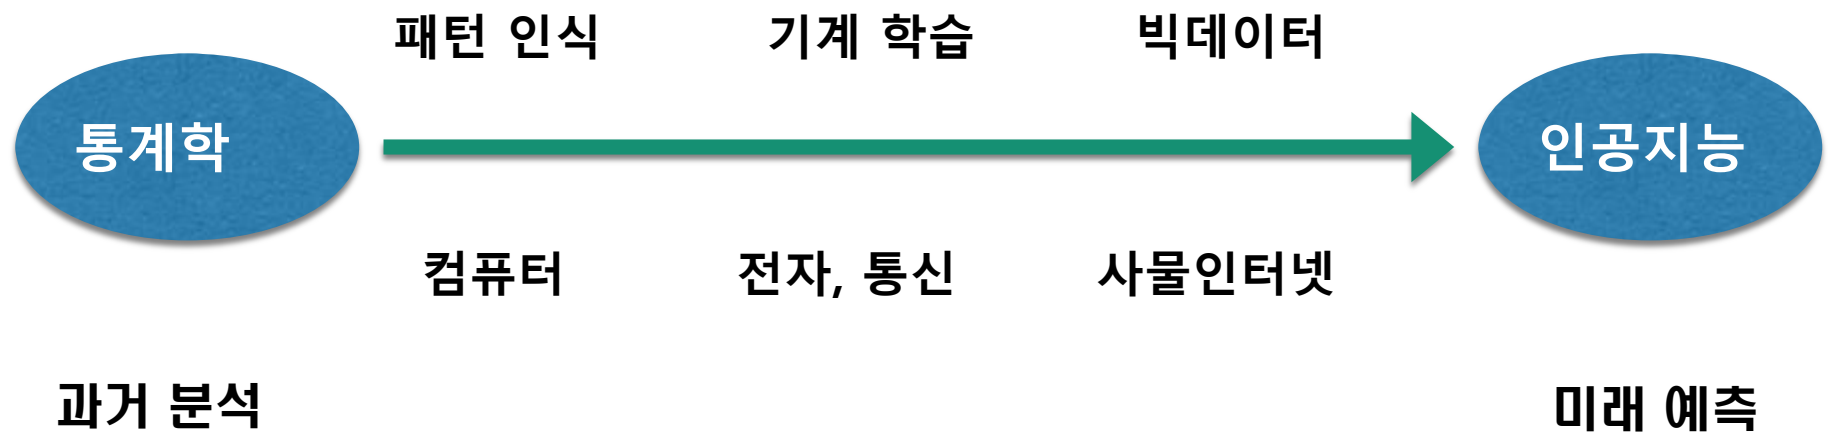 패턴 인식 기계 학습 빅데이터
통계학 인공지능
컴퓨터 전자, 통신 사물인터넷
과거 분석 미래 예측